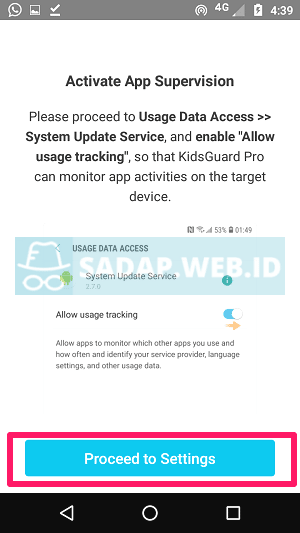 4G 4:39
Activate App Supervision
Please proceed to Usage Data Access >>
System Update Service, and enable "Allow
usage tracking", so that KidsGuard Pro
can monitor app activities on the target
device.
53% 01:49
USAGE DATA ACCESS
SADAR.WEB.ID
System Update Service
2.7.0
Allow usage tracking
Allow apps to monitor which other apps you use and
how often and identify your service provider, language
settings, and other usage data.
Proceed to Settings